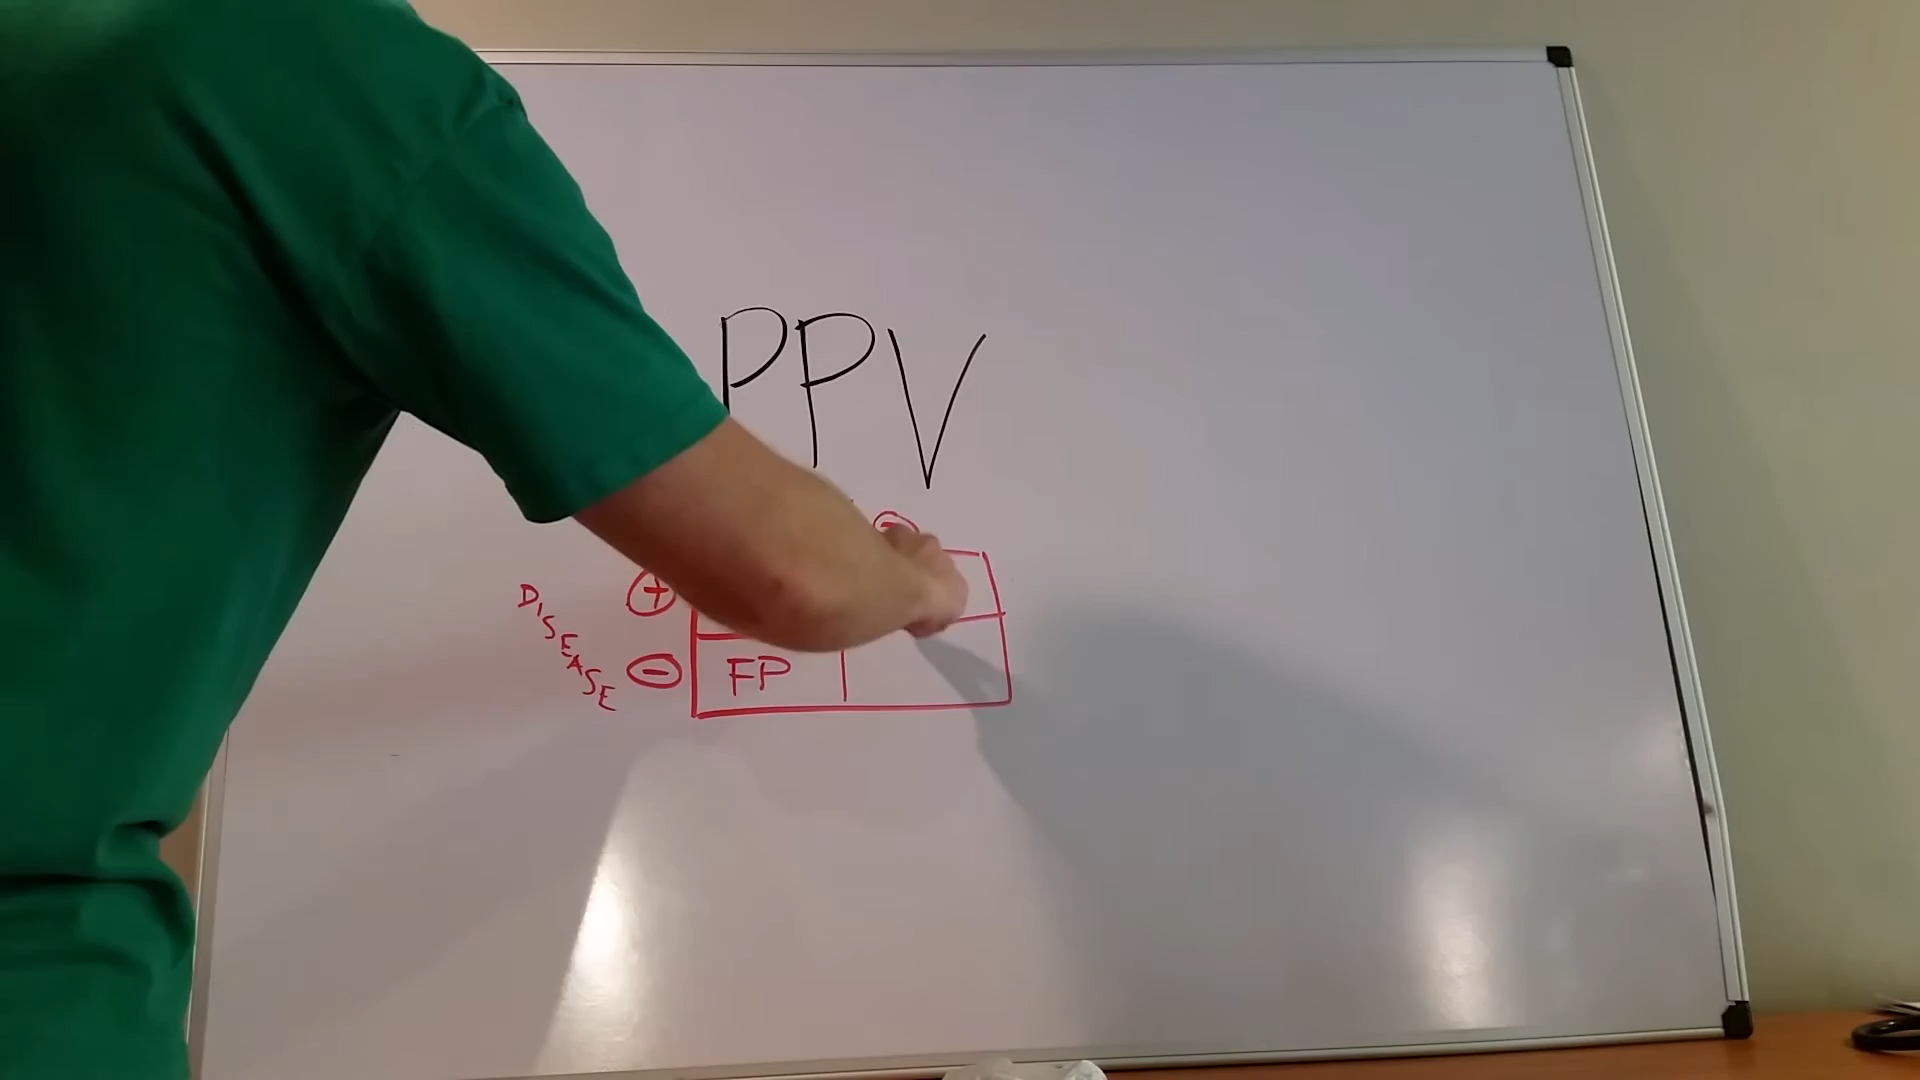 PPV
−
+
DISEASE
− FP